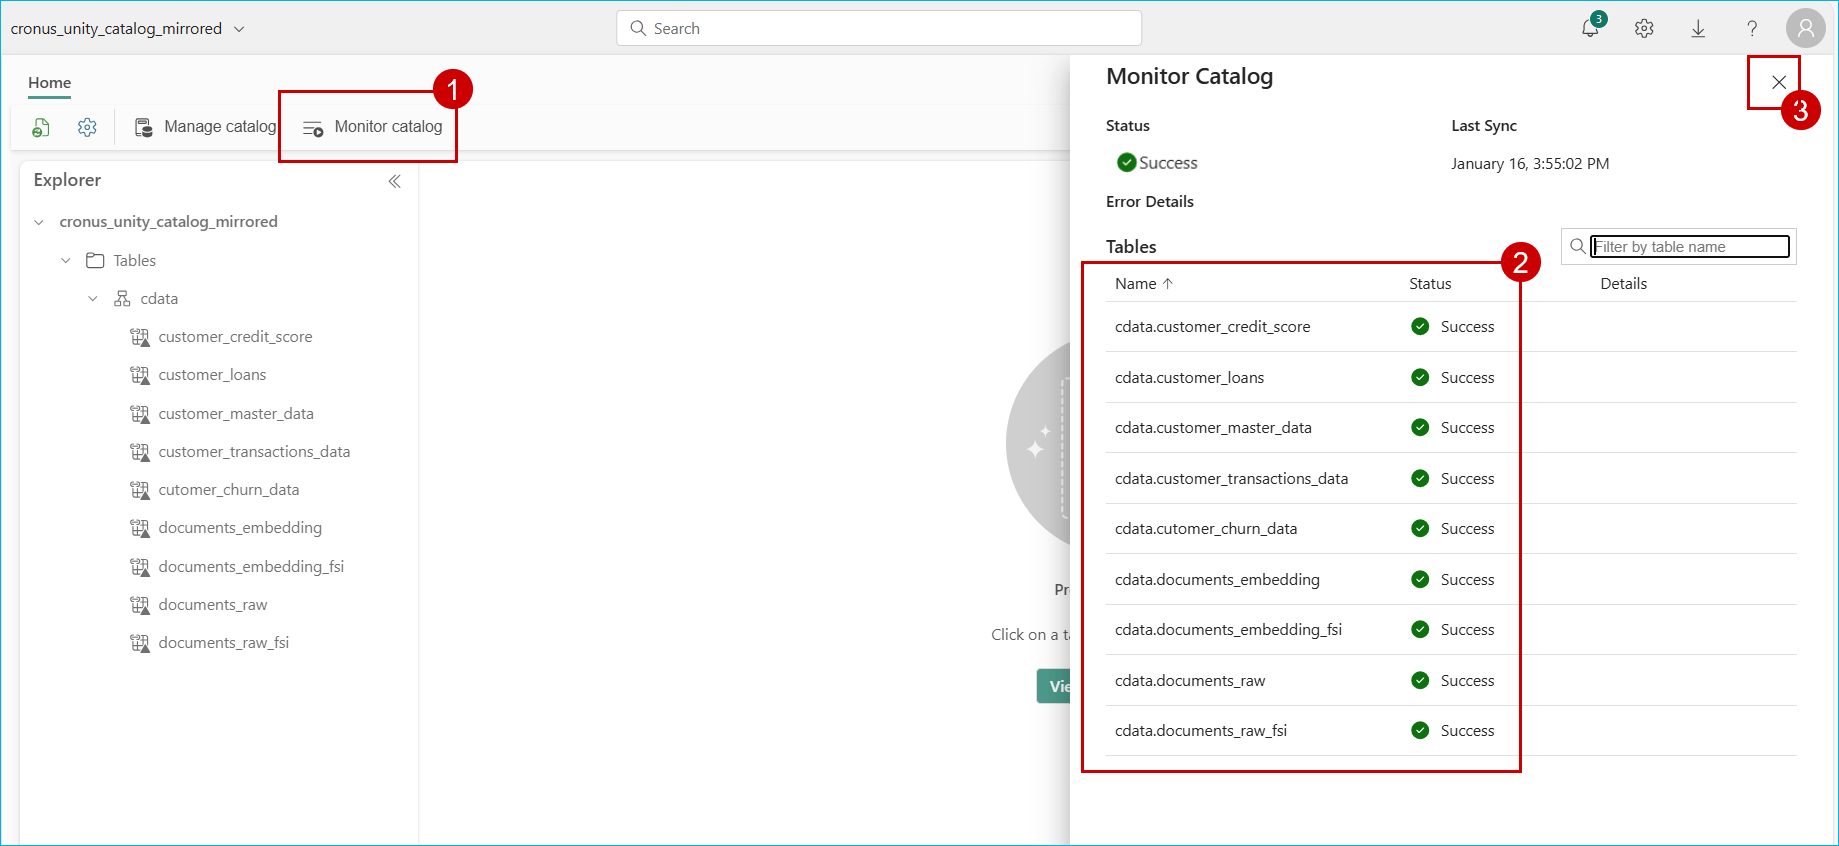 cronus_unity_catalog_mirrored
Search
3
?
Home
Manage catalog
Monitor catalog
1
Explorer
cronus_unity_catalog_mirrored
Tables
cdata
customer_credit_score
customer_loans
customer_master_data
customer_transactions_data
cutomer_churn_data
documents_embedding
documents_embedding_fsi
documents_raw
documents_raw_fsi
Click on a
Monitor Catalog
3
Status
Last Sync
Success
January 16, 3:55:02 PM
Error Details
Tables
Filter by table name
2
Name ↑ Status Details
cdata.customer_credit_score Success
cdata.customer_loans Success
cdata.customer_master_data Success
cdata.customer_transactions_data Success
cdata.cutomer_churn_data Success
cdata.documents_embedding Success
cdata.documents_embedding_fsi Success
cdata.documents_raw Success
cdata.documents_raw_fsi Success